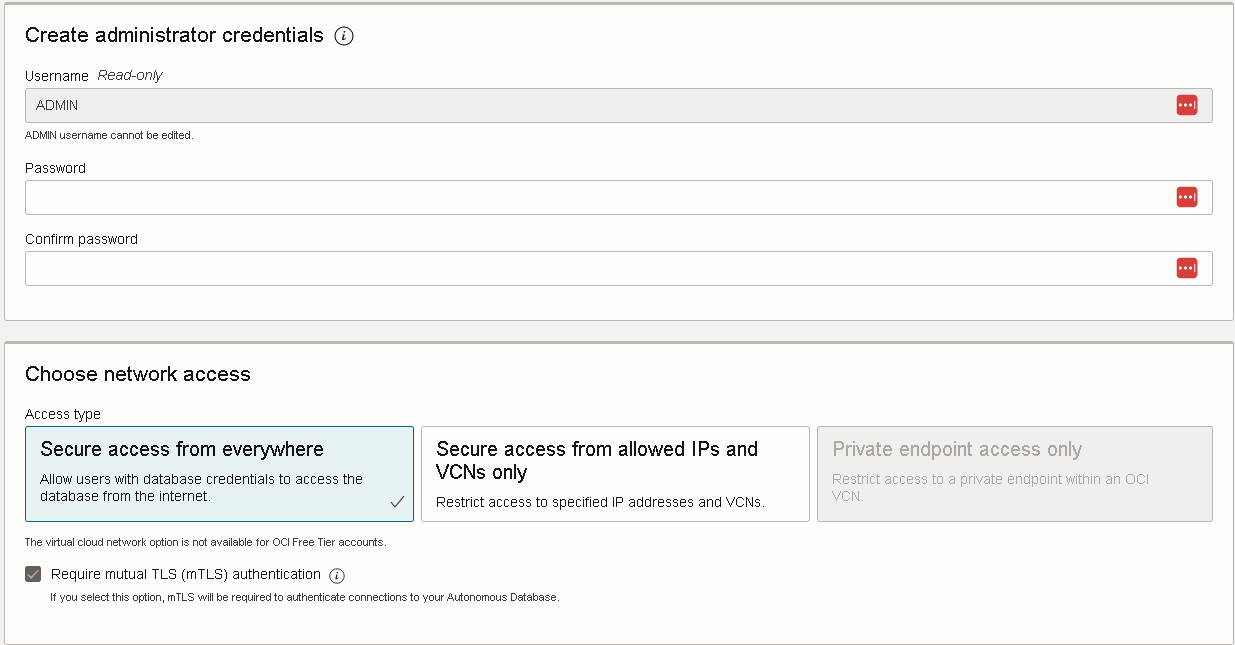 Create administrator credentials
Username Read-only
ADMIN
ADMIN username cannot be edited.
Password
Confirm password
Choose network access
Access type
Secure access from everywhere
Allow users with database credentials to access the
database from the internet.
Secure access from allowed IPs and
VCNs only
Restrict access to specified IP addresses and VCNs.
Private endpoint access only
Restrict access to a private endpoint within an OCI
VCN.
The virtual cloud network option is not available for OCI Free Tier accounts.
Require mutual TLS (mTLS) authentication
If you select this option, mTLS will be required to authenticate connections to your Autonomous Database.